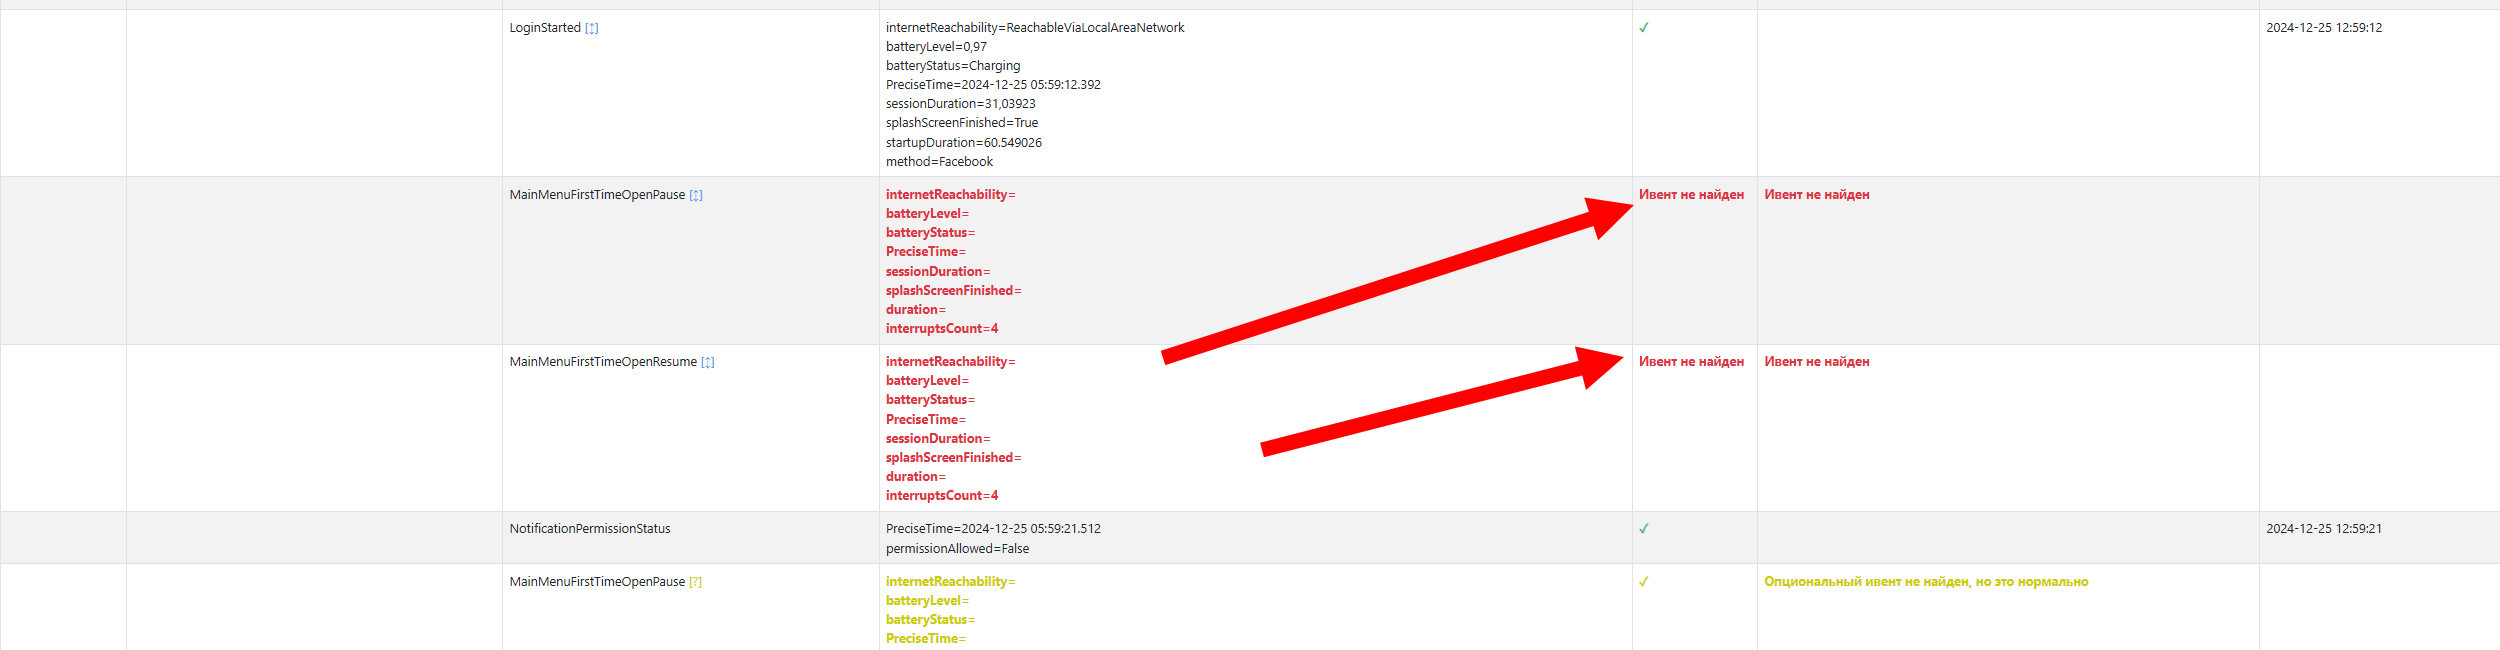 LoginStarted [↕]
internetReachability=ReachableViaLocalAreaNetwork
batteryLevel=0,97
batteryStatus=Charging
PreciseTime=2024-12-25 05:59:12.392
sessionDuration=31,03923
splashScreenFinished=True
startupDuration=60.549026
method=Facebook
✓
2024-12-25 12:59:12
MainMenuFirstTimeOpenPause [↕]
internetReachability=
batteryLevel=
batteryStatus=
PreciseTime=
sessionDuration=
splashScreenFinished=
duration=
interruptsCount=4
Ивент не найден
Ивент не найден
MainMenuFirstTimeOpenResume [↕]
internetReachability=
batteryLevel=
batteryStatus=
PreciseTime=
sessionDuration=
splashScreenFinished=
duration=
interruptsCount=4
Ивент не найден
Ивент не найден
NotificationPermissionStatus
PreciseTime=2024-12-25 05:59:21.512
permissionAllowed=False
✓
2024-12-25 12:59:21
MainMenuFirstTimeOpenPause [?]
internetReachability=
batteryLevel=
batteryStatus=
PreciseTime=
✓
Опциональный ивент не найден, но это нормально